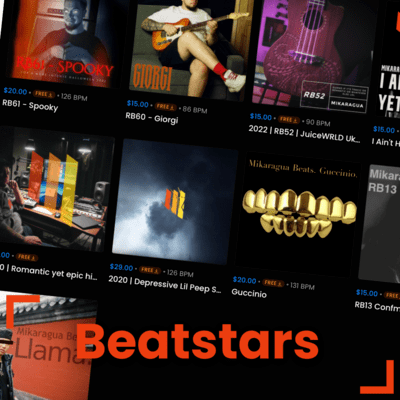 SPOOKY
$20.00 • FREE • 126 BPM
RB61 - Spooky
GIORGI
$15.00 • FREE • 86 BPM
RB60 - Giorgi
RB52
MIKARAGUA
$15.00 • FREE • 90 BPM
2022 | RB52 | JuiceWRLD Uk...
I A
YET
$15.00 •
I Ain't H
.00 • FREE
0 | Romantic yet epic hi...
$29.00 • FREE • 126 BPM
2020 | Depressive Lil Peep S...
Mikaragua Beats. Guccinio.
$20.00 • FREE • 131 BPM
Guccinio
Mikara
RB13
$15.00 • FREE
RB13 Confm
Mikaragua Be
Llama.
Beatstars